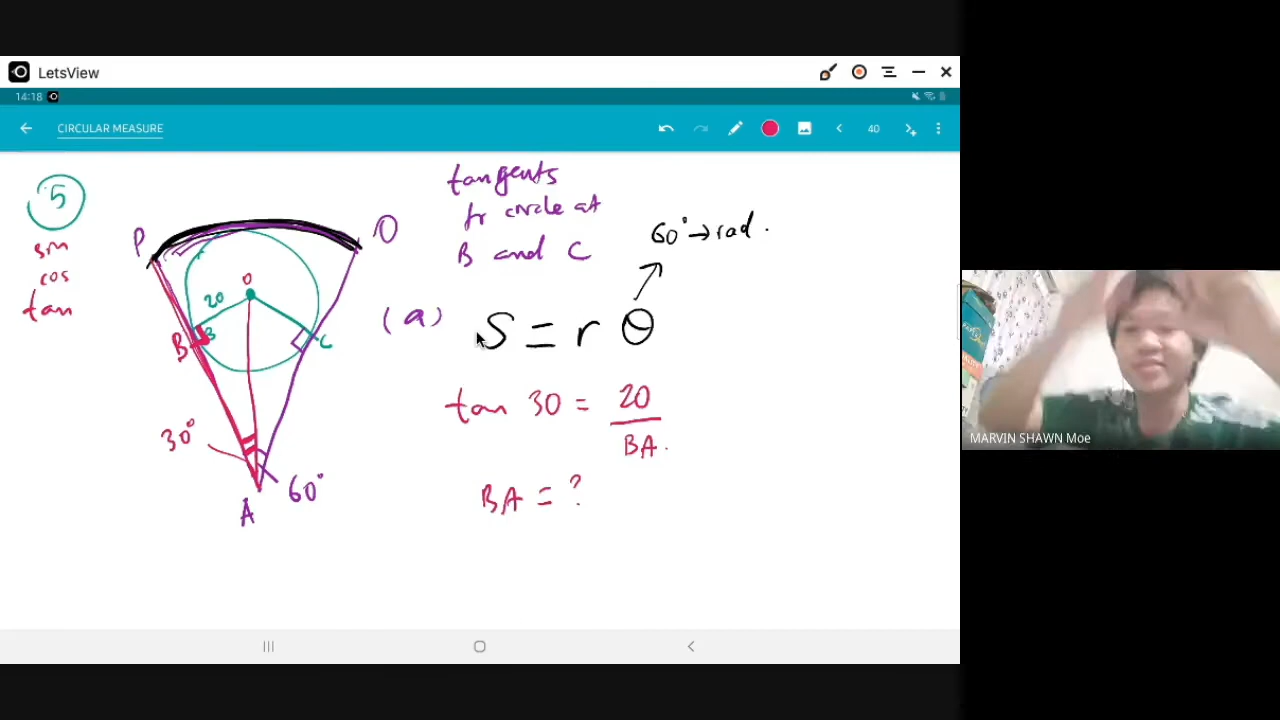 LetsView
14:18
CIRCULAR MEASURE
40
5
sin
cos
tan
P
Q
O
20
B
B
C
30°
60°
A
tangents
to circle at
B and C
60° → rad.
(a)
S = r θ
tan 30 = 20 / BA.
BA = ?
MARVIN SHAWN Moe